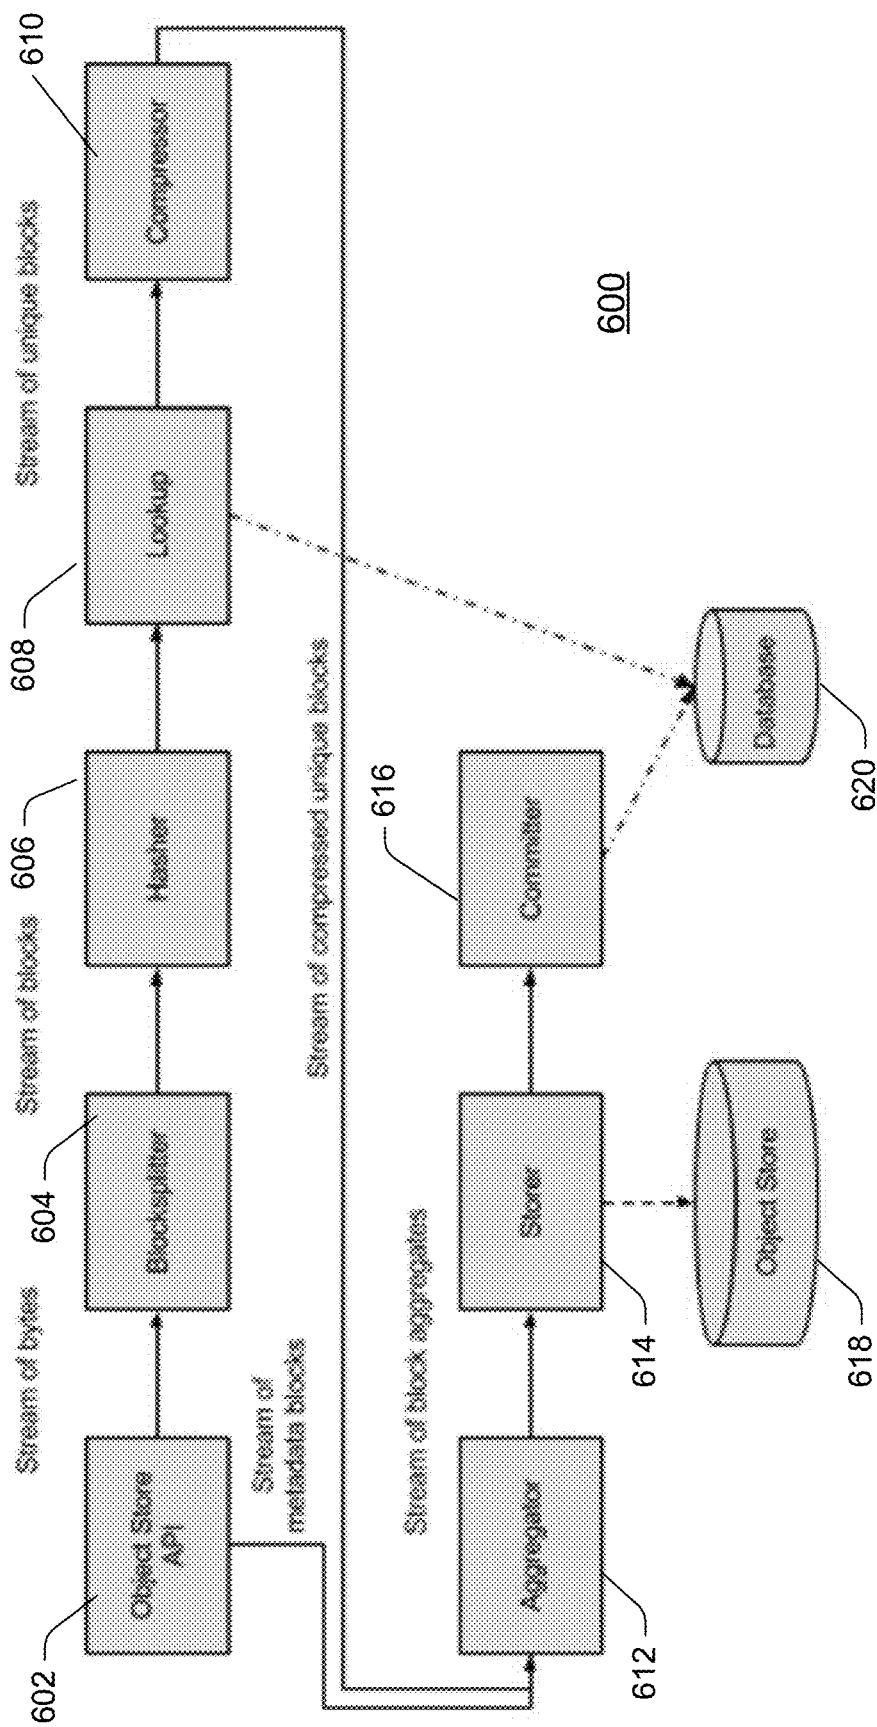 Stream of bytes
Stream of blocks
Stream of unique blocks
602
604
606
608
610
Object Store
API
Blocksplitter
Hasher
Lookup
Compressor
Stream of
metadada blocks
Stream of compressed unique blocks
600
Stream of block aggregates
616
Aggregator
Storer
Committer
612
614
Object Store
Database
618
620